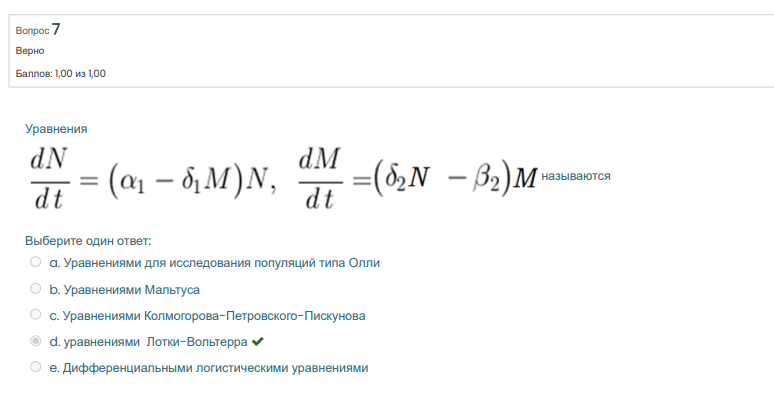 Вопрос 7
Верно
Баллов: 1,00 из 1,00
Уравнения
dN/dt = (α₁ − δ₁M)N, dM/dt =(δ₂N − β₂)M называются
Выберите один ответ:
a. Уравнениями для исследования популяций типа Олли
b. Уравнениями Мальтуса
c. Уравнениями Колмогорова-Петровского-Пискунова
d. уравнениями Лотки-Вольтерра ✔
e. Дифференциальными логистическими уравнениями